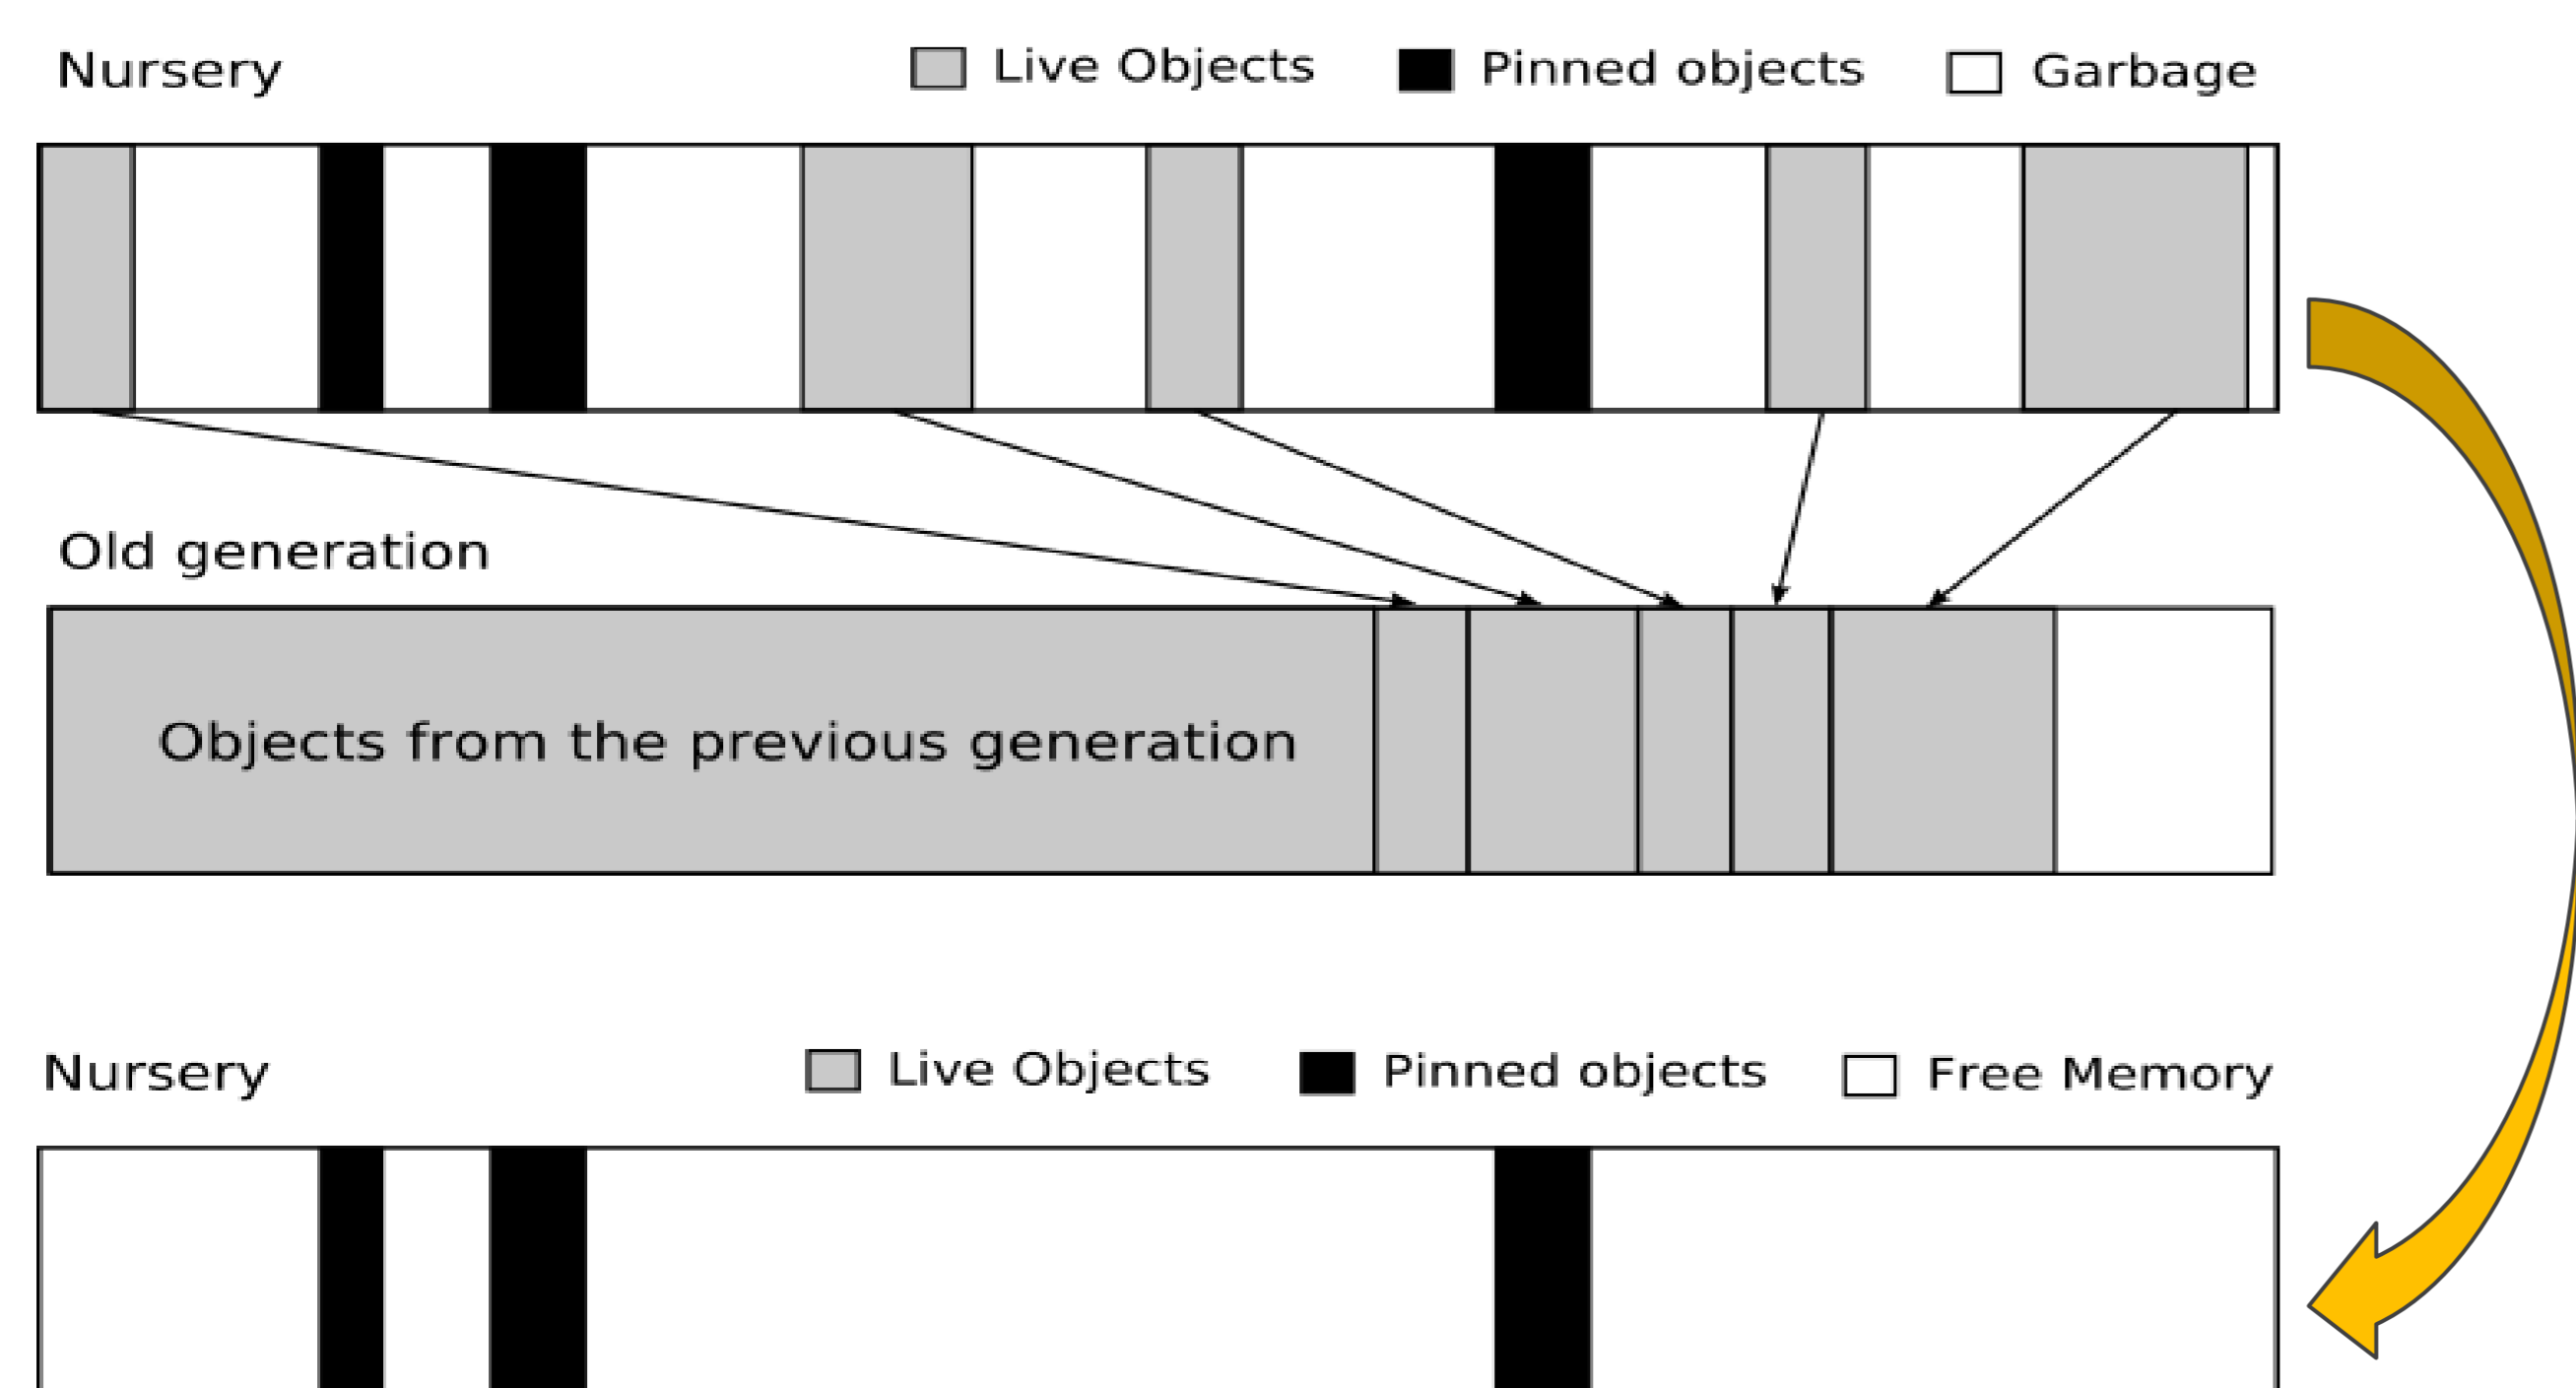 Nursery
Live Objects
Pinned objects
Garbage
Old generation
Objects from the previous generation
Nursery
Live Objects
Pinned objects
Free Memory